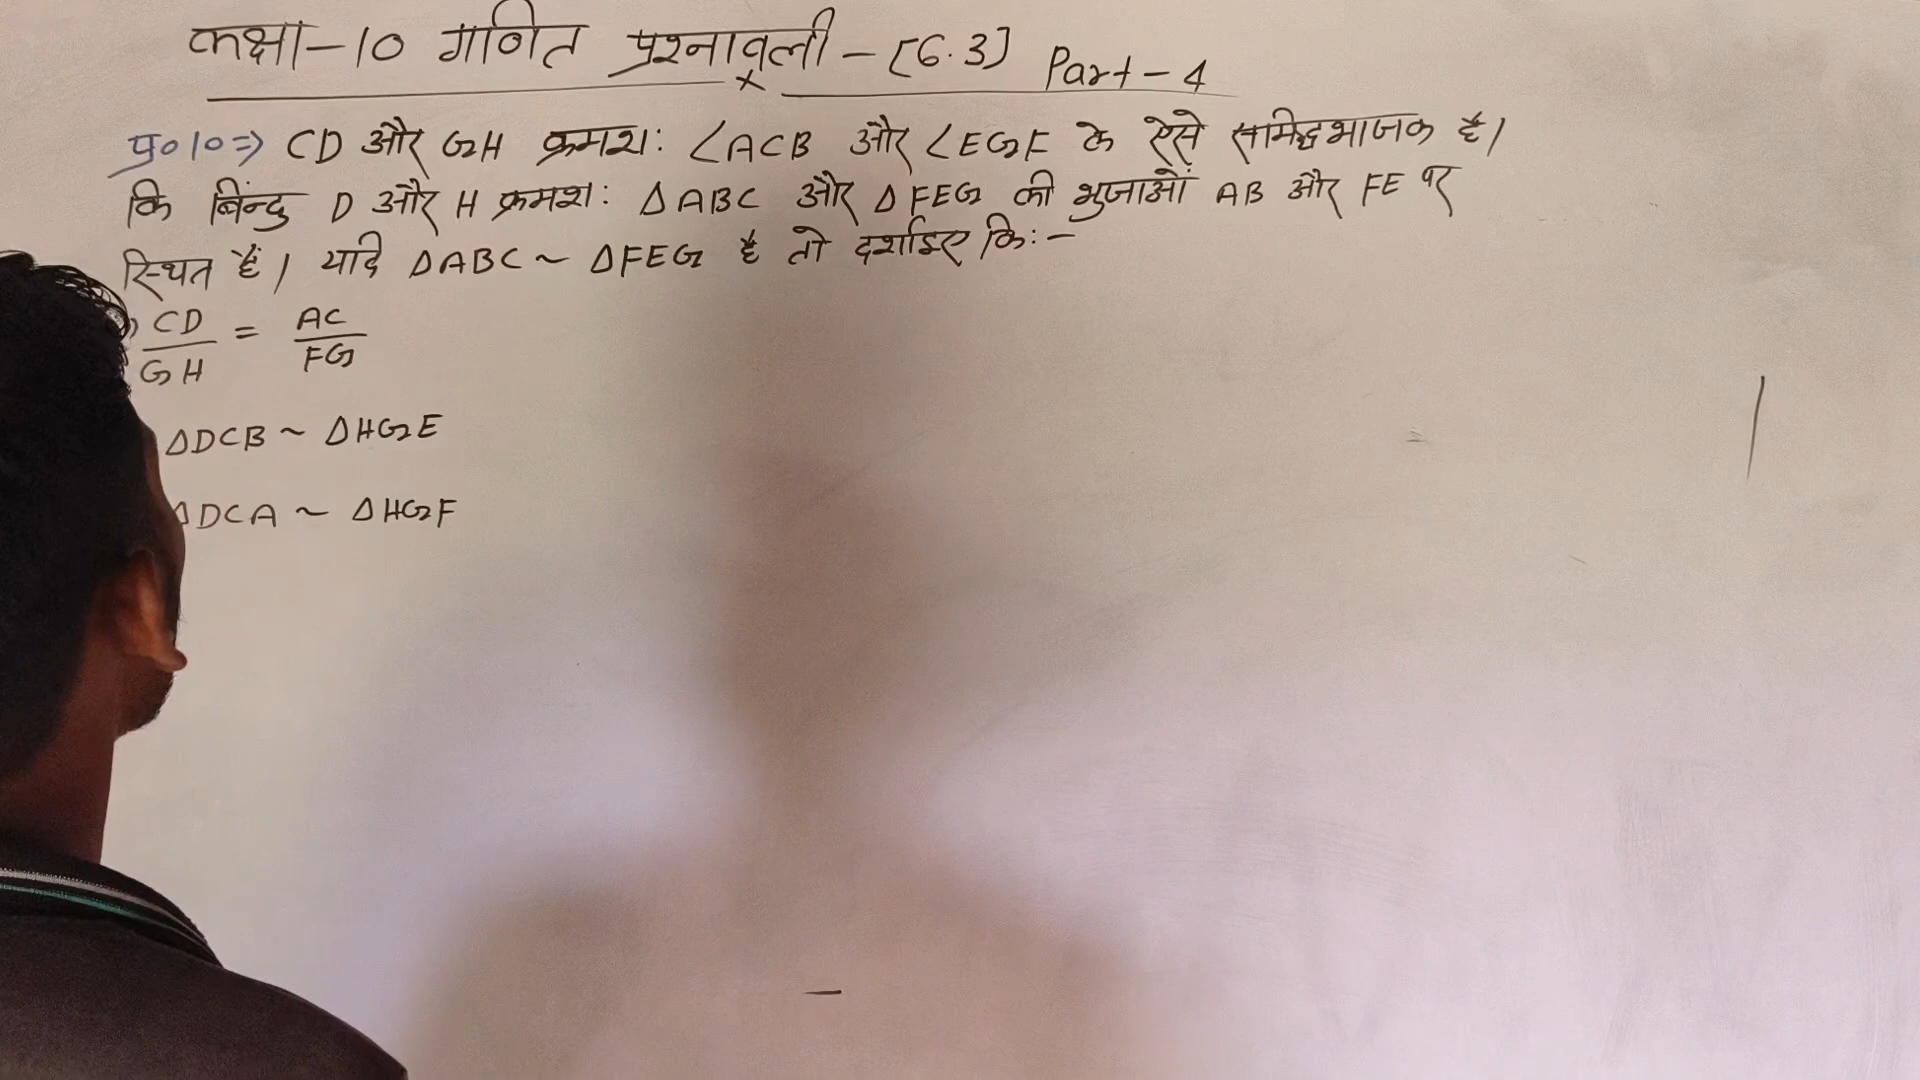 कक्षा-10 गणित प्रश्नावली - [6.3] Part-4
प्र०10⇒ CD और GH क्रमशः ∠ACB और ∠EGF के ऐसे समद्विभाजक है।
कि बिन्दु D और H क्रमशः ΔABC और ΔFEG की भुजाओं AB और FE पर
स्थित हैं। यदि ΔABC ~ ΔFEG है तो दर्शाइए कि:-
CD/GH = AC/FG
ΔDCB ~ ΔHGE
ΔDCA ~ ΔHGF